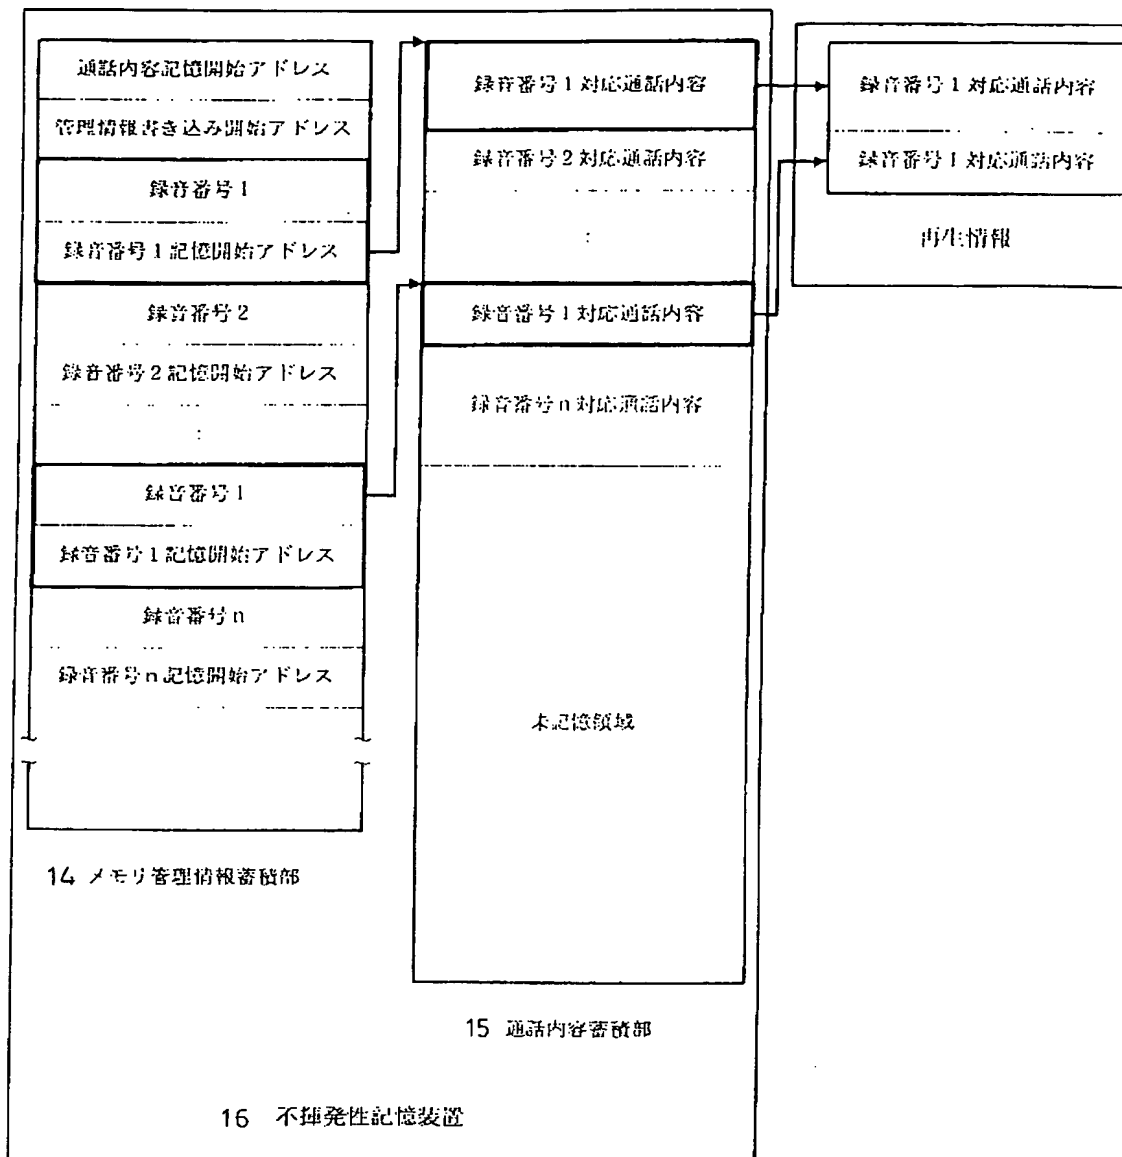 通話内容記憶開始アドレス
管理情報書き込み開始アドレス
録音番号1
録音番号1記憶開始アドレス
録音番号2
録音番号2記憶開始アドレス
:
録音番号1
録音番号1記憶開始アドレス
録音番号n
録音番号n記憶開始アドレス
14 メモリ管理情報蓄積部
録音番号1対応通話内容
録音番号2対応通話内容
:
録音番号1対応通話内容
録音番号n対応通話内容
未記憶領域
15 通話内容蓄積部
録音番号1対応通話内容
録音番号1対応通話内容
再生情報
16 不揮発性記憶装置